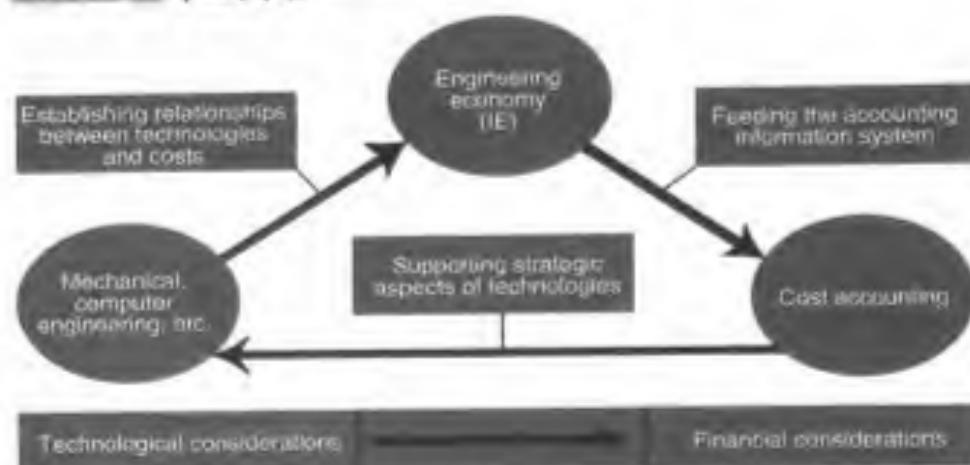 Engineering
economy
(IE)
Establishing relationships
between technologies
and costs
Feeding the accounting
information system
Mechanical,
computer
engineering, etc.
Supporting strategic
aspects of technologies
Cost accounting
Technological considerations
Financial considerations